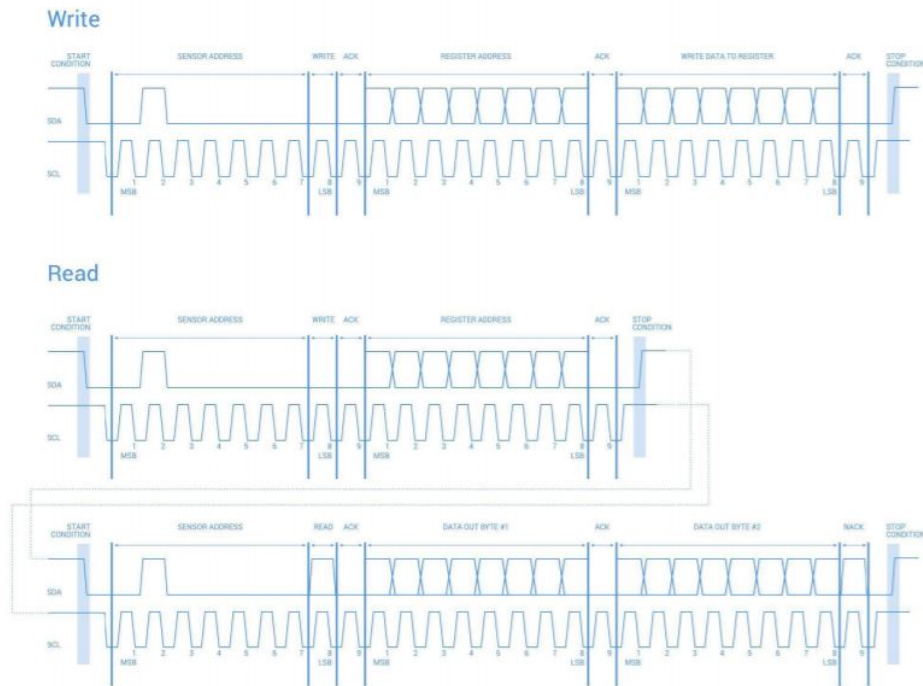 Write
START CONDITION SENSOR ADDRESS WRITE ACK REGISTER ADDRESS ACK WRITE DATA TO REGISTER ACK STOP CONDITION
SDA
SCL
1 2 3 4 5 6 7 8 9 1 2 3 4 5 6 7 8 9 1 2 3 4 5 6 7 8 9
MSB LSB MSB LSB MSB LSB
Read
START CONDITION SENSOR ADDRESS WRITE ACK REGISTER ADDRESS ACK STOP CONDITION
SDA
SCL
1 2 3 4 5 6 7 8 9 1 2 3 4 5 6 7 8 9
MSB LSB MSB LSB
START CONDITION SENSOR ADDRESS READ ACK DATA OUT BYTE #1 ACK DATA OUT BYTE #2 NACK STOP CONDITION
SDA
SCL
1 2 3 4 5 6 7 8 9 1 2 3 4 5 6 7 8 9 1 2 3 4 5 6 7 8 9
MSB LSB MSB LSB MSB LSB